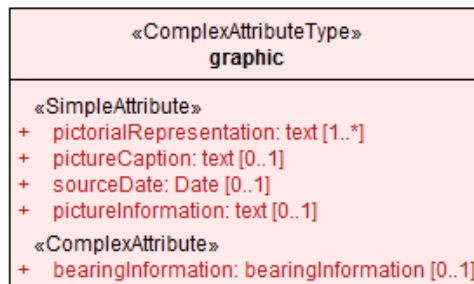 «ComplexAttributeType»
graphic
«SimpleAttribute»
+ pictorialRepresentation: text [1..*]
+ pictureCaption: text [0..1]
+ sourceDate: Date [0..1]
+ pictureInformation: text [0..1]
«ComplexAttribute»
+ bearingInformation: bearingInformation [0..1]